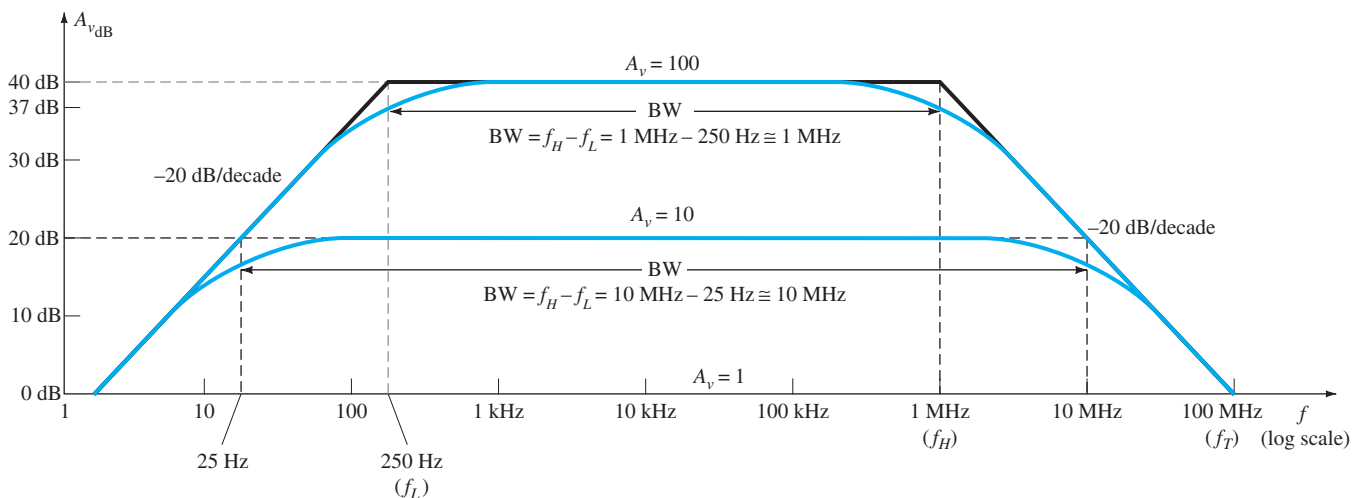 A_v_dB
40 dB
A_v = 100
37 dB
BW
BW = f_H – f_L = 1 MHz – 250 Hz ≅ 1 MHz
30 dB
–20 dB/decade
A_v = 10
20 dB
–20 dB/decade
BW
BW = f_H – f_L = 10 MHz – 25 Hz ≅ 10 MHz
10 dB
A_v = 1
0 dB
1 10 100 1 kHz 10 kHz 100 kHz 1 MHz 10 MHz 100 MHz f
(f_H) (f_T) (log scale)
25 Hz 250 Hz
(f_L)